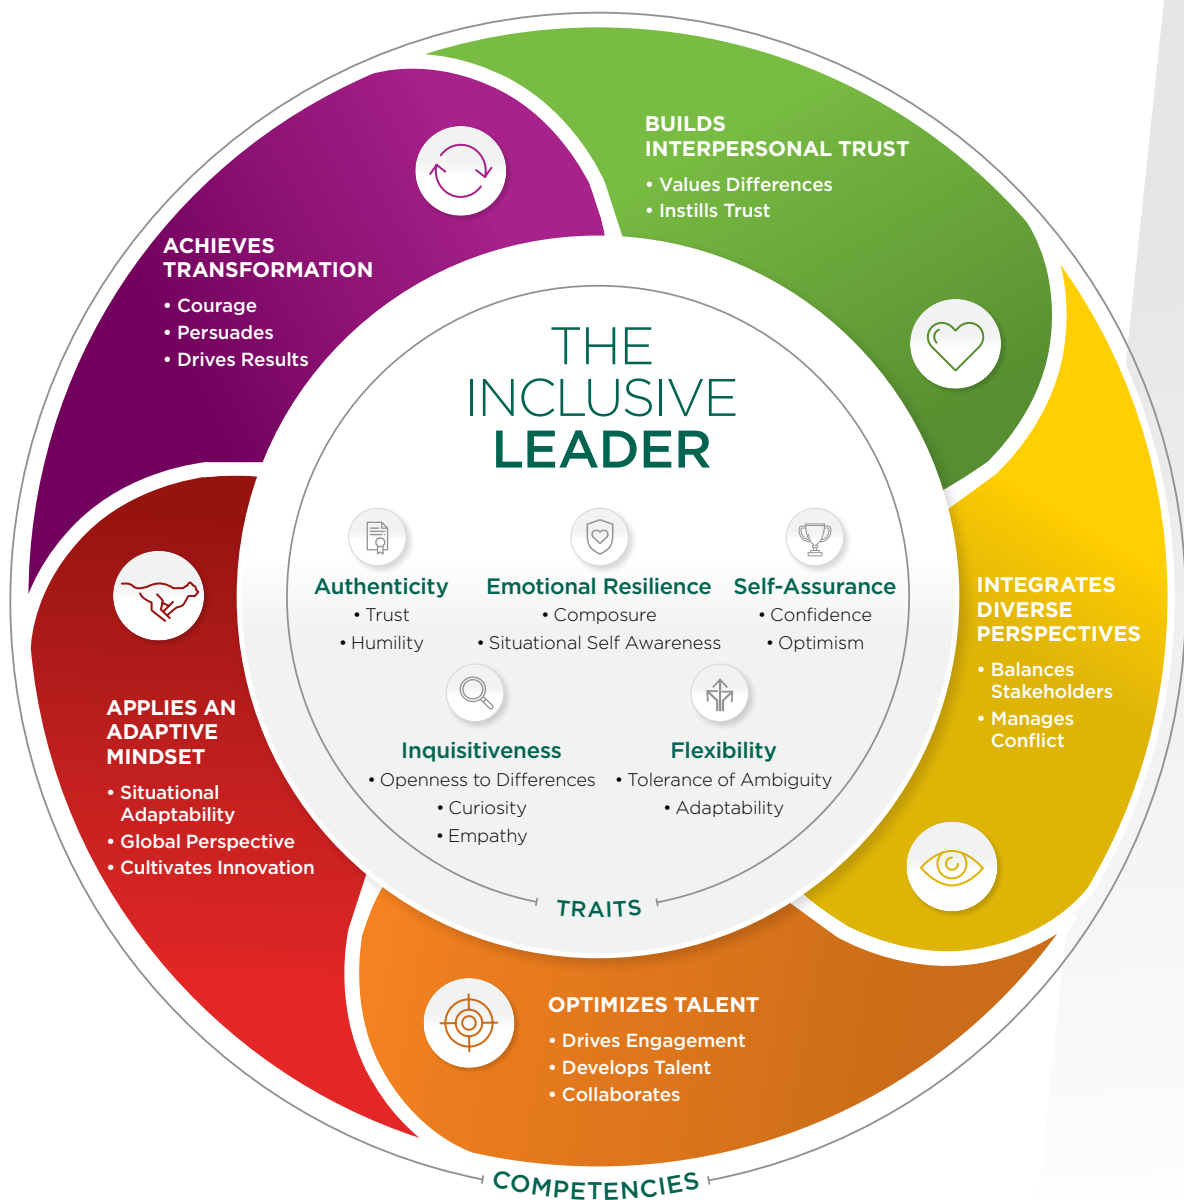 BUILDS
INTERPERSONAL TRUST
• Values Differences
• Instills Trust
ACHIEVES
TRANSFORMATION
• Courage
• Persuades
• Drives Results
THE
INCLUSIVE
LEADER
Authenticity
• Trust
• Humility
Emotional Resilience
• Composure
• Situational Self Awareness
Self-Assurance
• Confidence
• Optimism
Inquisitiveness
• Openness to Differences
• Curiosity
• Empathy
Flexibility
• Tolerance of Ambiguity
• Adaptability
TRAITS
INTEGRATES
DIVERSE
PERSPECTIVES
• Balances
Stakeholders
• Manages
Conflict
APPLIES AN
ADAPTIVE
MINDSET
• Situational
Adaptability
• Global Perspective
• Cultivates Innovation
OPTIMIZES TALENT
• Drives Engagement
• Develops Talent
• Collaborates
COMPETENCIES